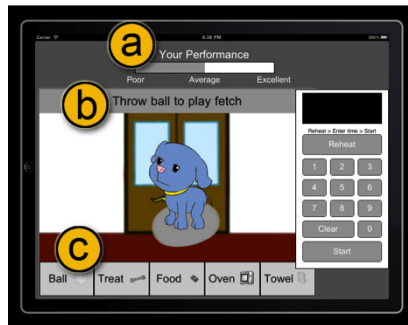 Carrier
8:38 PM
100%
a
Your Performance
Poor Average Excellent
b
Throw ball to play fetch
Reheat > Enter time > Start
Reheat
1 2 3
4 5 6
7 8 9
Clear 0
Start
c
Ball Treat Food Oven Towel